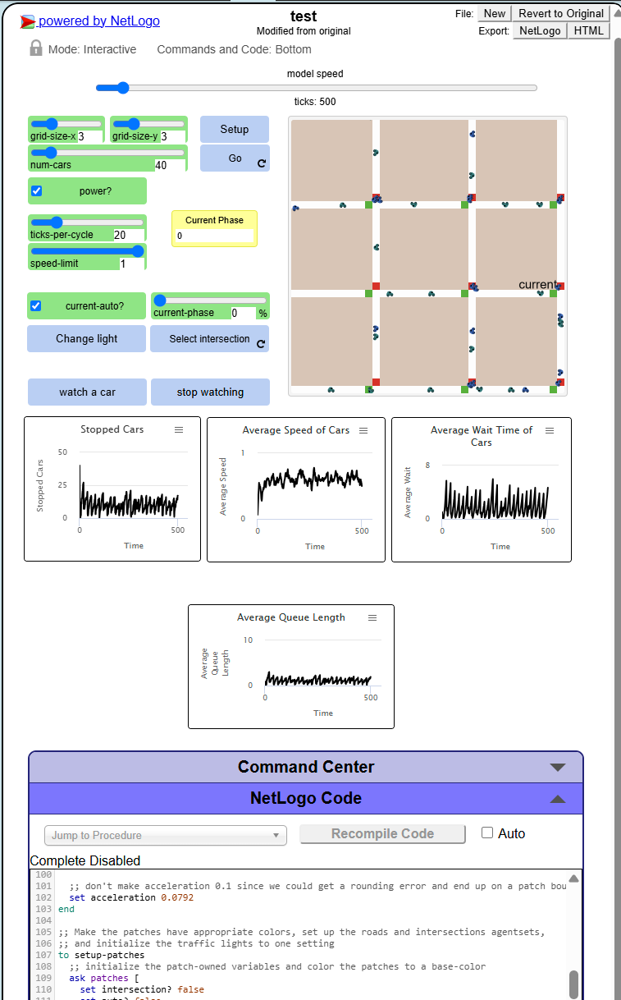 powered by NetLogo
test
Modified from original
File: New Revert to Original
Export: NetLogo HTML
Mode: Interactive Commands and Code: Bottom
model speed
ticks: 500
grid-size-x 3
grid-size-y 3
Setup
num-cars 40
Go
power?
ticks-per-cycle 20
Current Phase
0
speed-limit 1
current-auto?
current-phase 0 %
Change light
Select intersection
watch a car
stop watching
current
Stopped Cars
Stopped Cars
50
25
0
0 500
Time
Average Speed of Cars
Average Speed
1
0
0 500
Time
Average Wait Time of
Cars
Average Wait
8
0
0 500
Time
Average Queue Length
Average
Queue
Length
10
0
0 500
Time
Command Center
NetLogo Code
Jump to Procedure
Recompile Code
Auto
Complete Disabled
100
101 ;; don't make acceleration 0.1 since we could get a rounding error and end up on a patch bou
102 set acceleration 0.0792
103 end
104
105 ;; Make the patches have appropriate colors, set up the roads and intersections agentsets,
106 ;; and initialize the traffic lights to one setting
107 to setup-patches
108 ;; initialize the patch-owned variables and color the patches to a base-color
109 ask patches [
110 set intersection? false